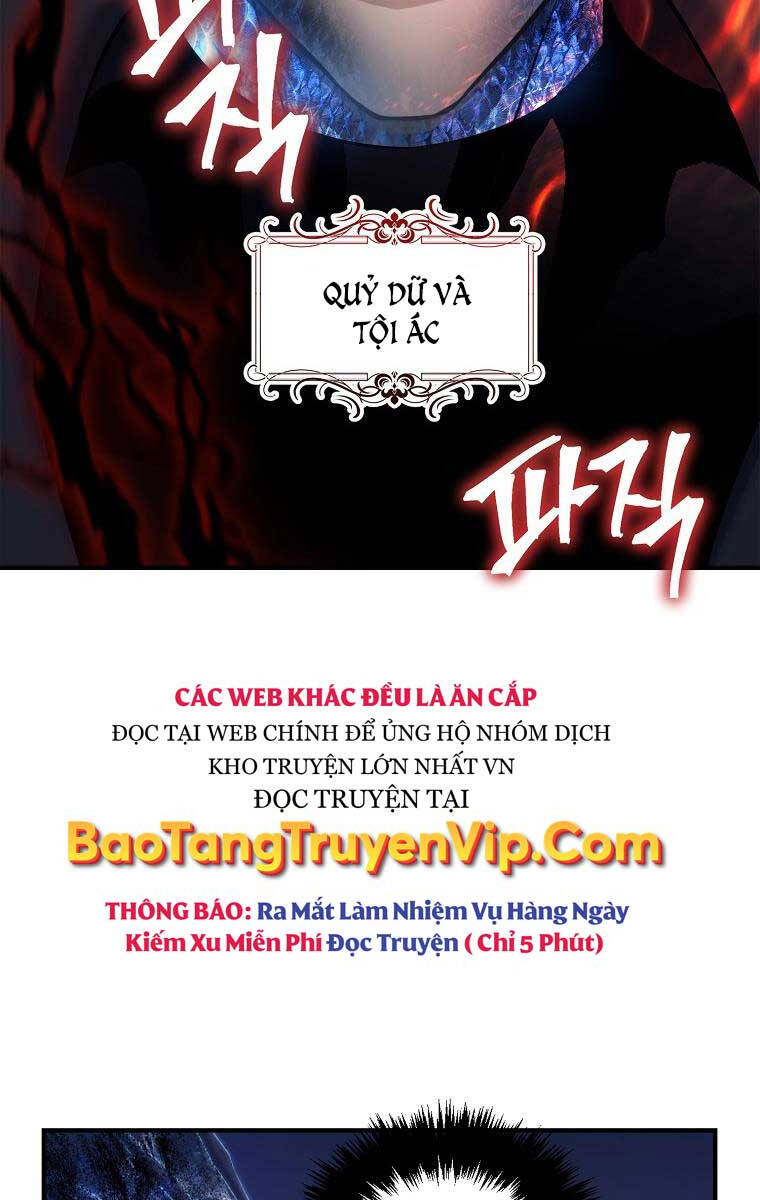 파직
QUỶ DỮ VÀ
TỘI ÁC
파직
CÁC WEB KHÁC ĐỀU LÀ ĂN CẮP
ĐỌC TẠI WEB CHÍNH ĐỂ ỦNG HỘ NHÓM DỊCH
KHO TRUYỆN LỚN NHẤT VN
ĐỌC TRUYỆN TẠI
BaoTangTruyenVip.Com
THÔNG BÁO: Ra Mắt Làm Nhiệm Vụ Hàng Ngày
Kiếm Xu Miễn Phí Đọc Truyện ( Chỉ 5 Phút)